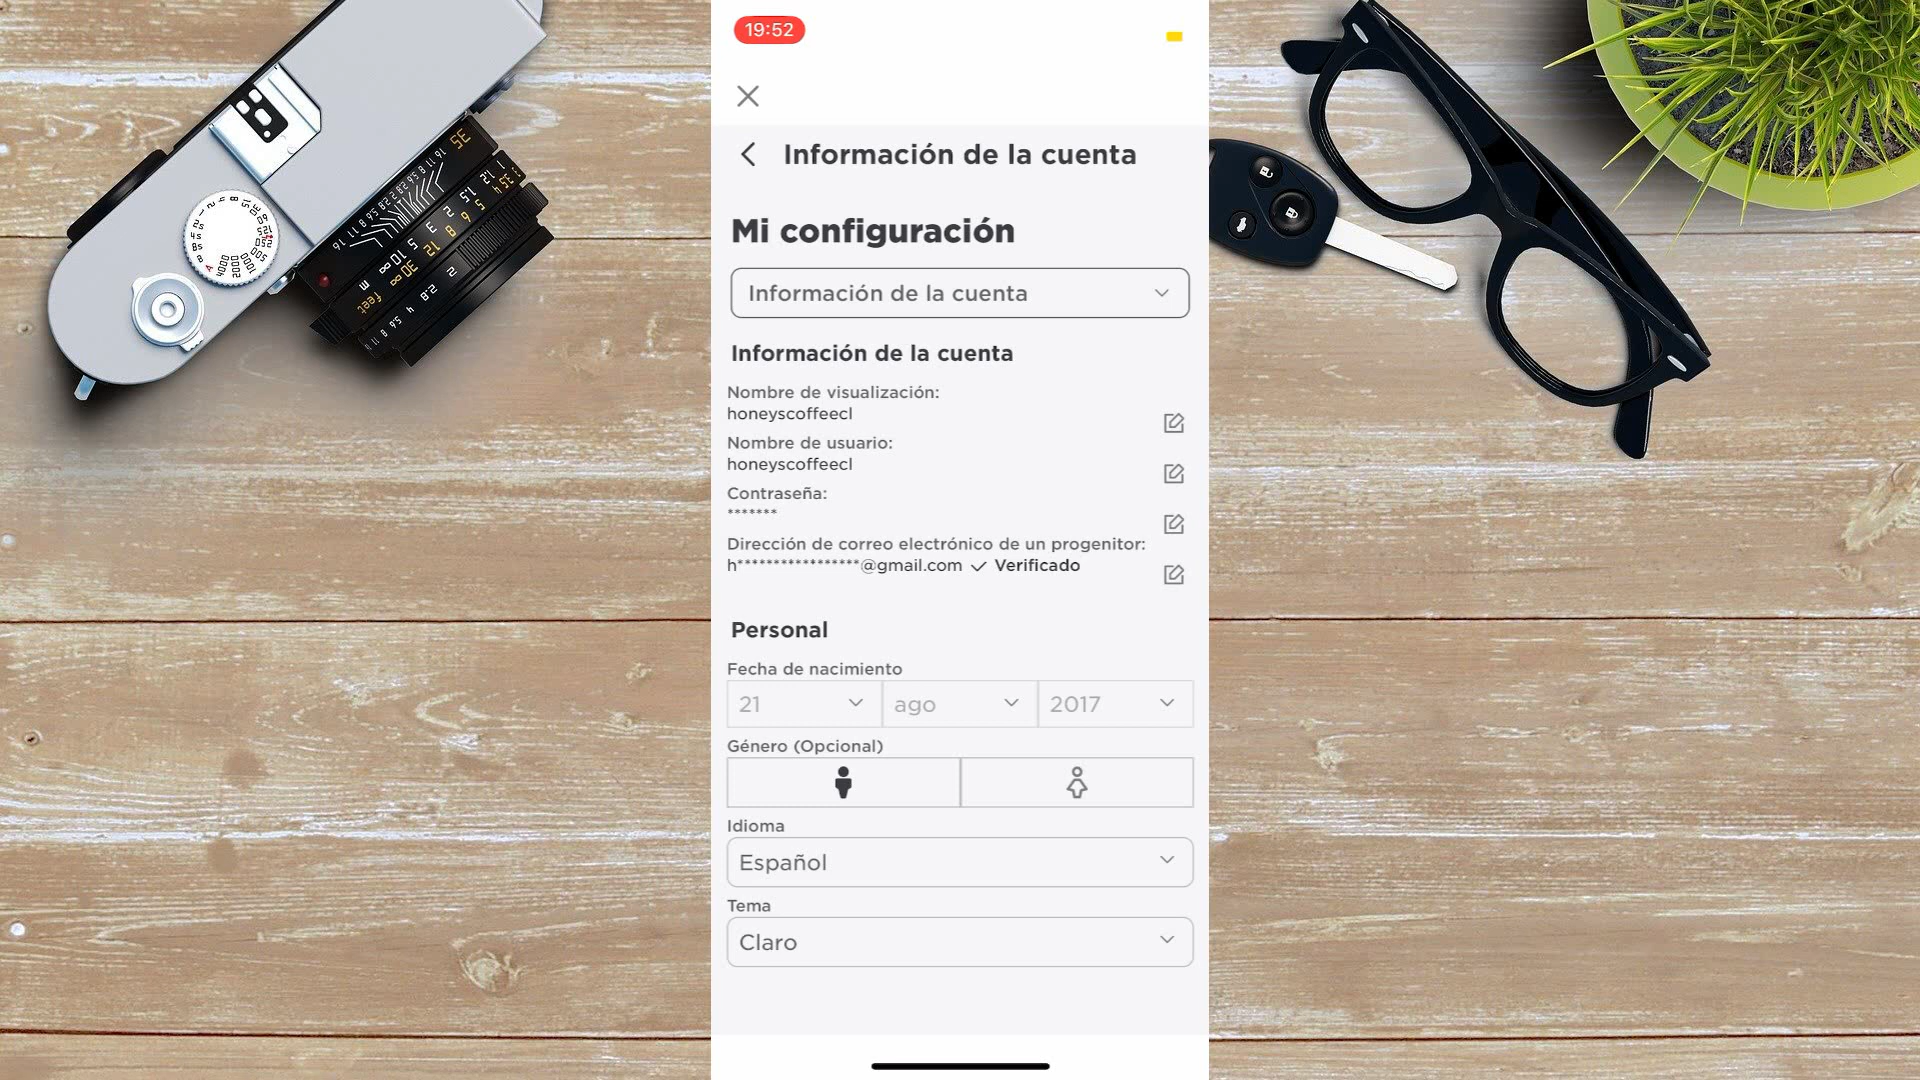 19:52
Información de la cuenta
Mi configuración
Información de la cuenta
Información de la cuenta
Nombre de visualización:
honeyscoffeecl
Nombre de usuario:
honeyscoffeecl
Contraseña:
*******
Dirección de correo electrónico de un progenitor:
h*****************@gmail.com ✓ Verificado
Personal
Fecha de nacimiento
21 ago 2017
Género (Opcional)
Idioma
Español
Tema
Claro